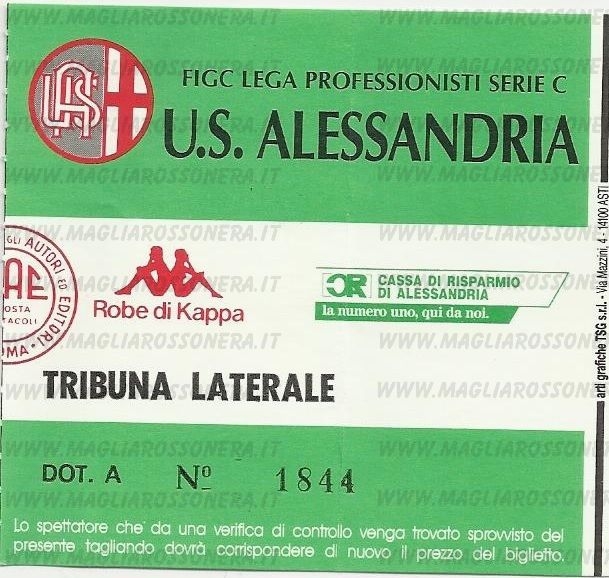 FIGC LEGA PROFESSIONISTI SERIE C
U.S. ALESSANDRIA
GLI AUTORI ED EDITORI
ROMA
Robe di Kappa
CR CASSA DI RISPARMIO
DI ALESSANDRIA
la numero uno, qui da noi.
TRIBUNA LATERALE
DOT. A Nº 1844
Lo spettatore che' da una verifica di controllo venga trovato sprovvisto del
presente tagliando dovrà corrispondere di nuovo il prezzo del biglietto.
arti grafiche TSG s.r.l. - Via Mazzini, 4 - 14100 ASTI
WWW.MAGLIAROSSONERA.IT